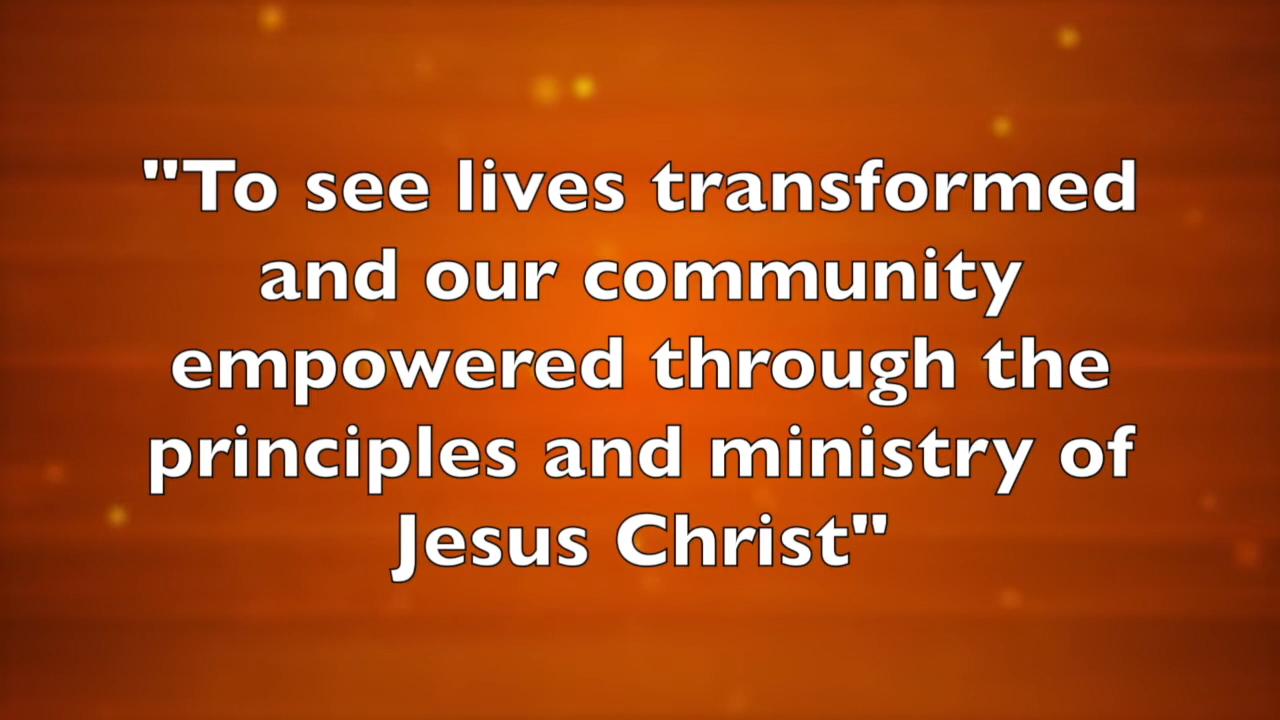 "To see lives transformed
and our community
empowered through the
principles and ministry of
Jesus Christ"